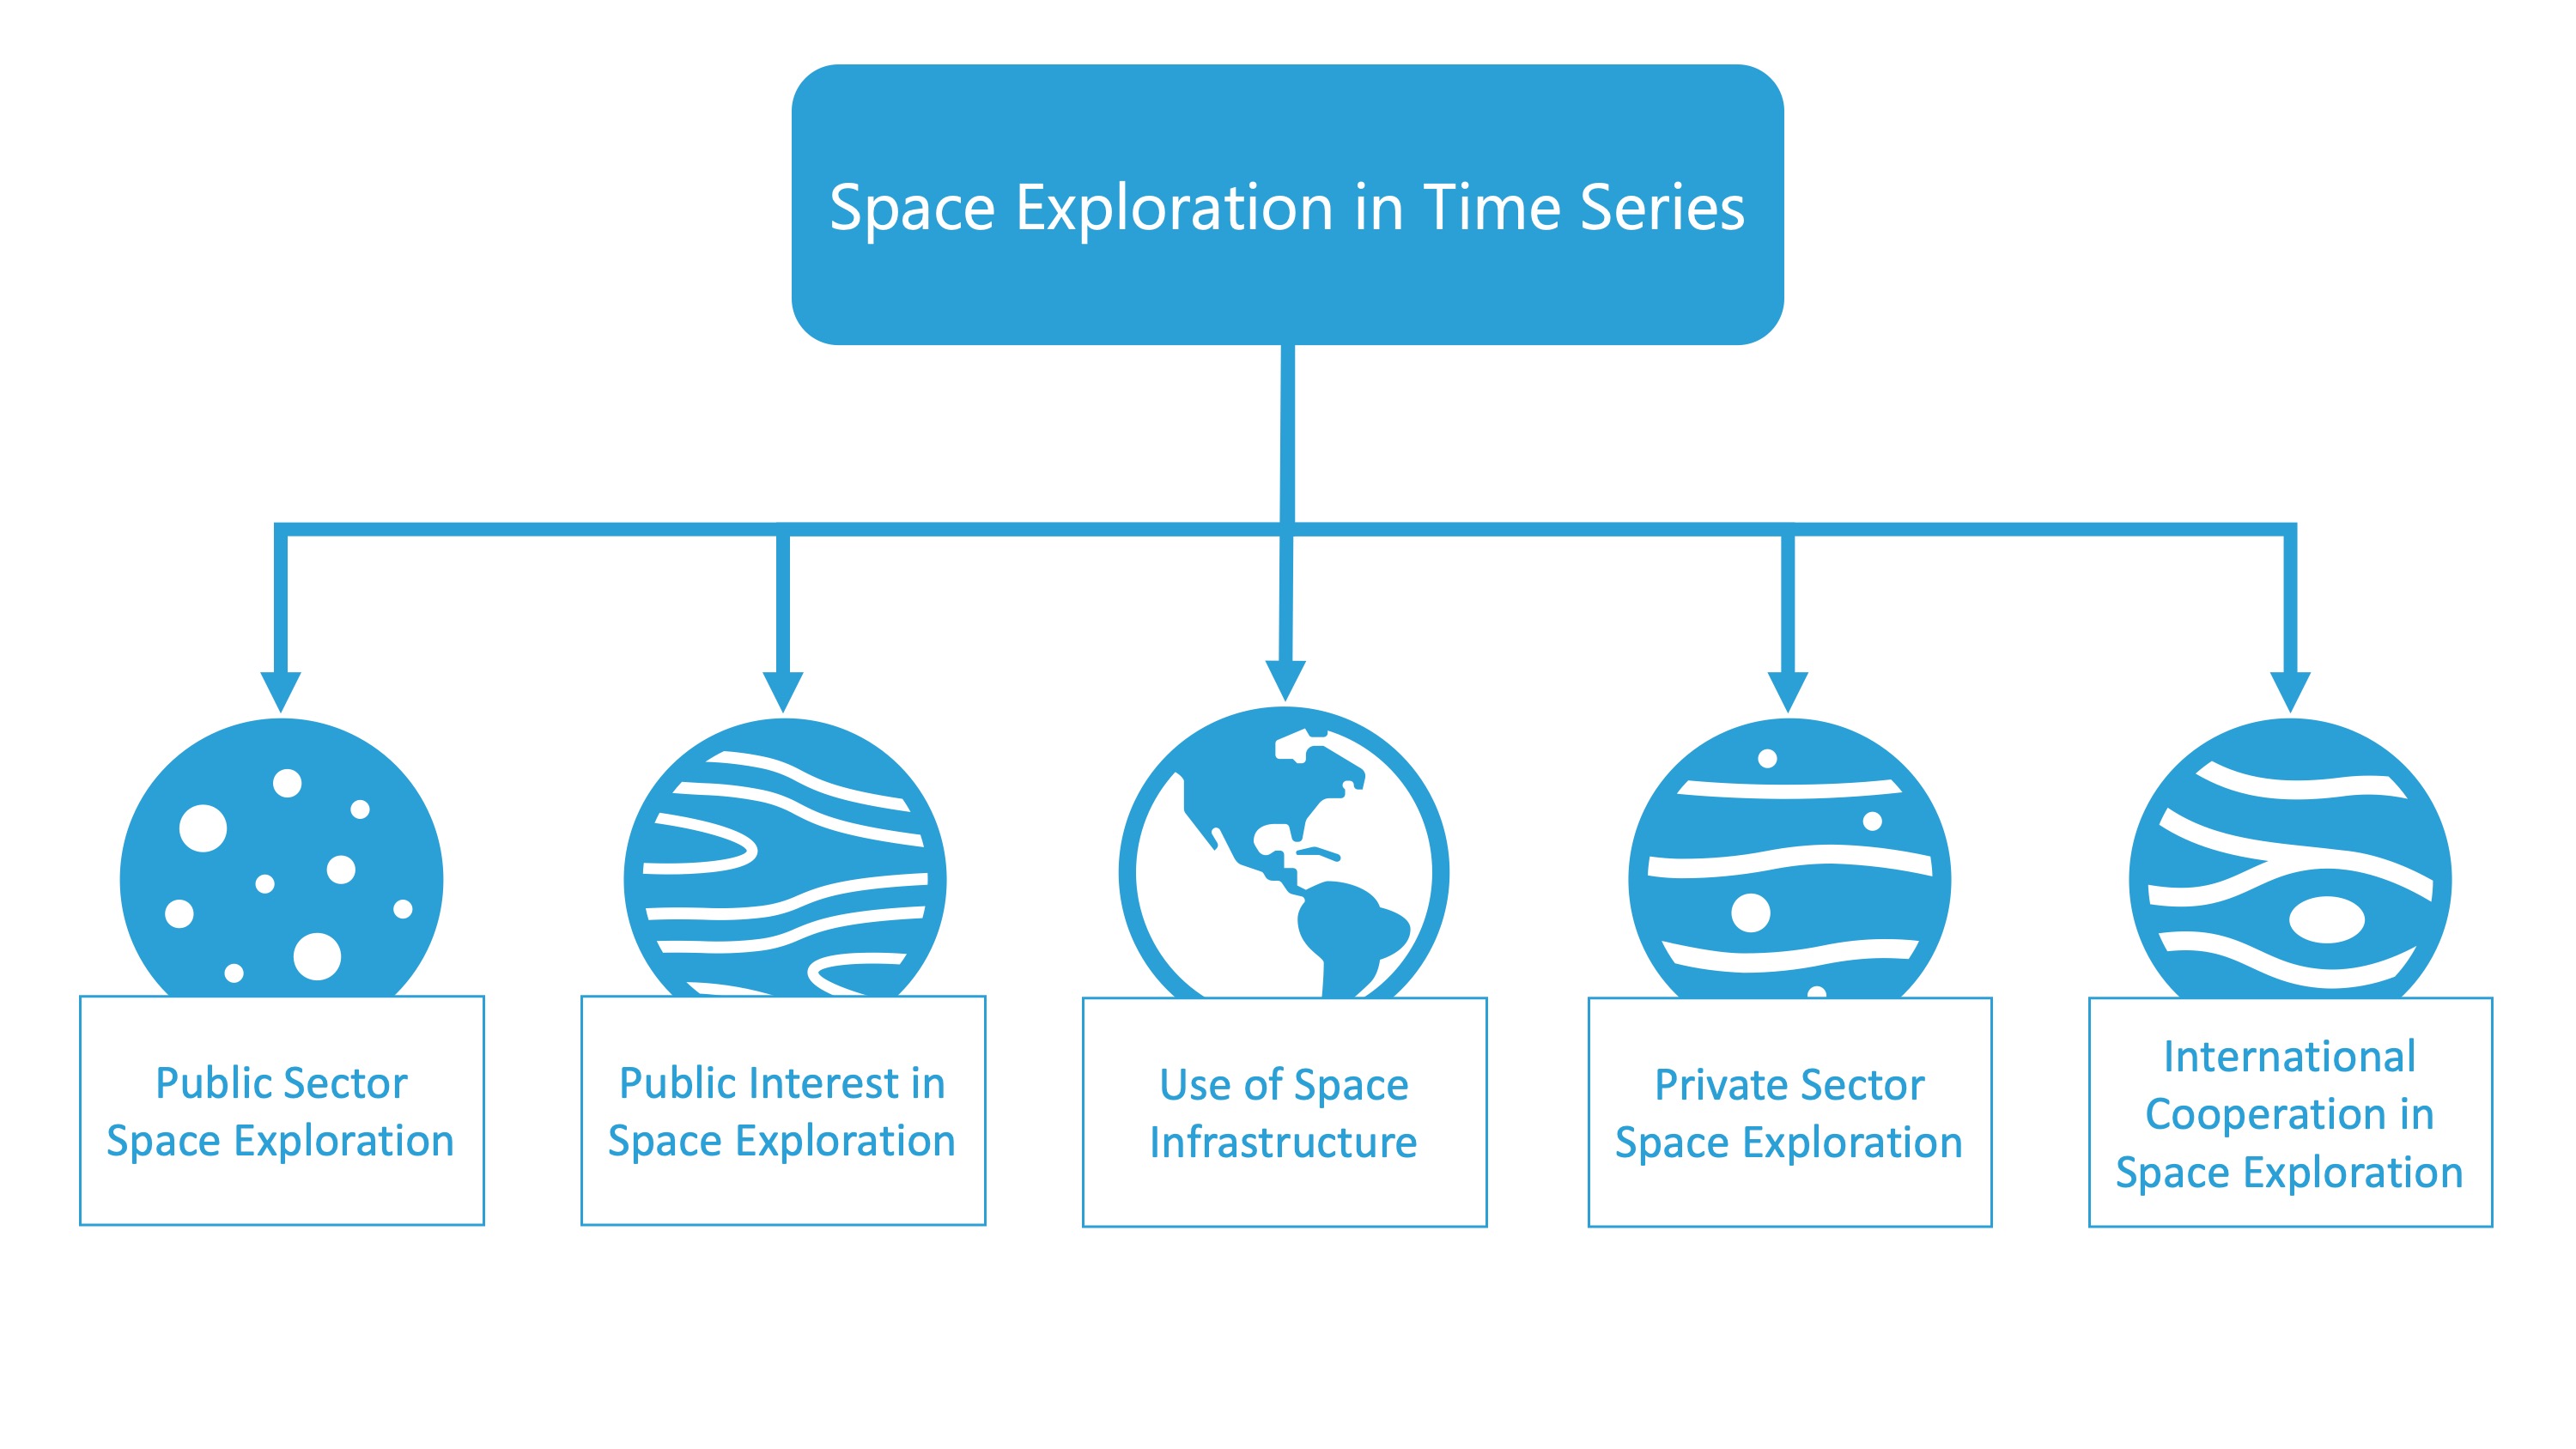 Space Exploration in Time Series
Public Sector
Space Exploration
Public Interest in
Space Exploration
Use of Space
Infrastructure
Private Sector
Space Exploration
International
Cooperation in
Space Exploration